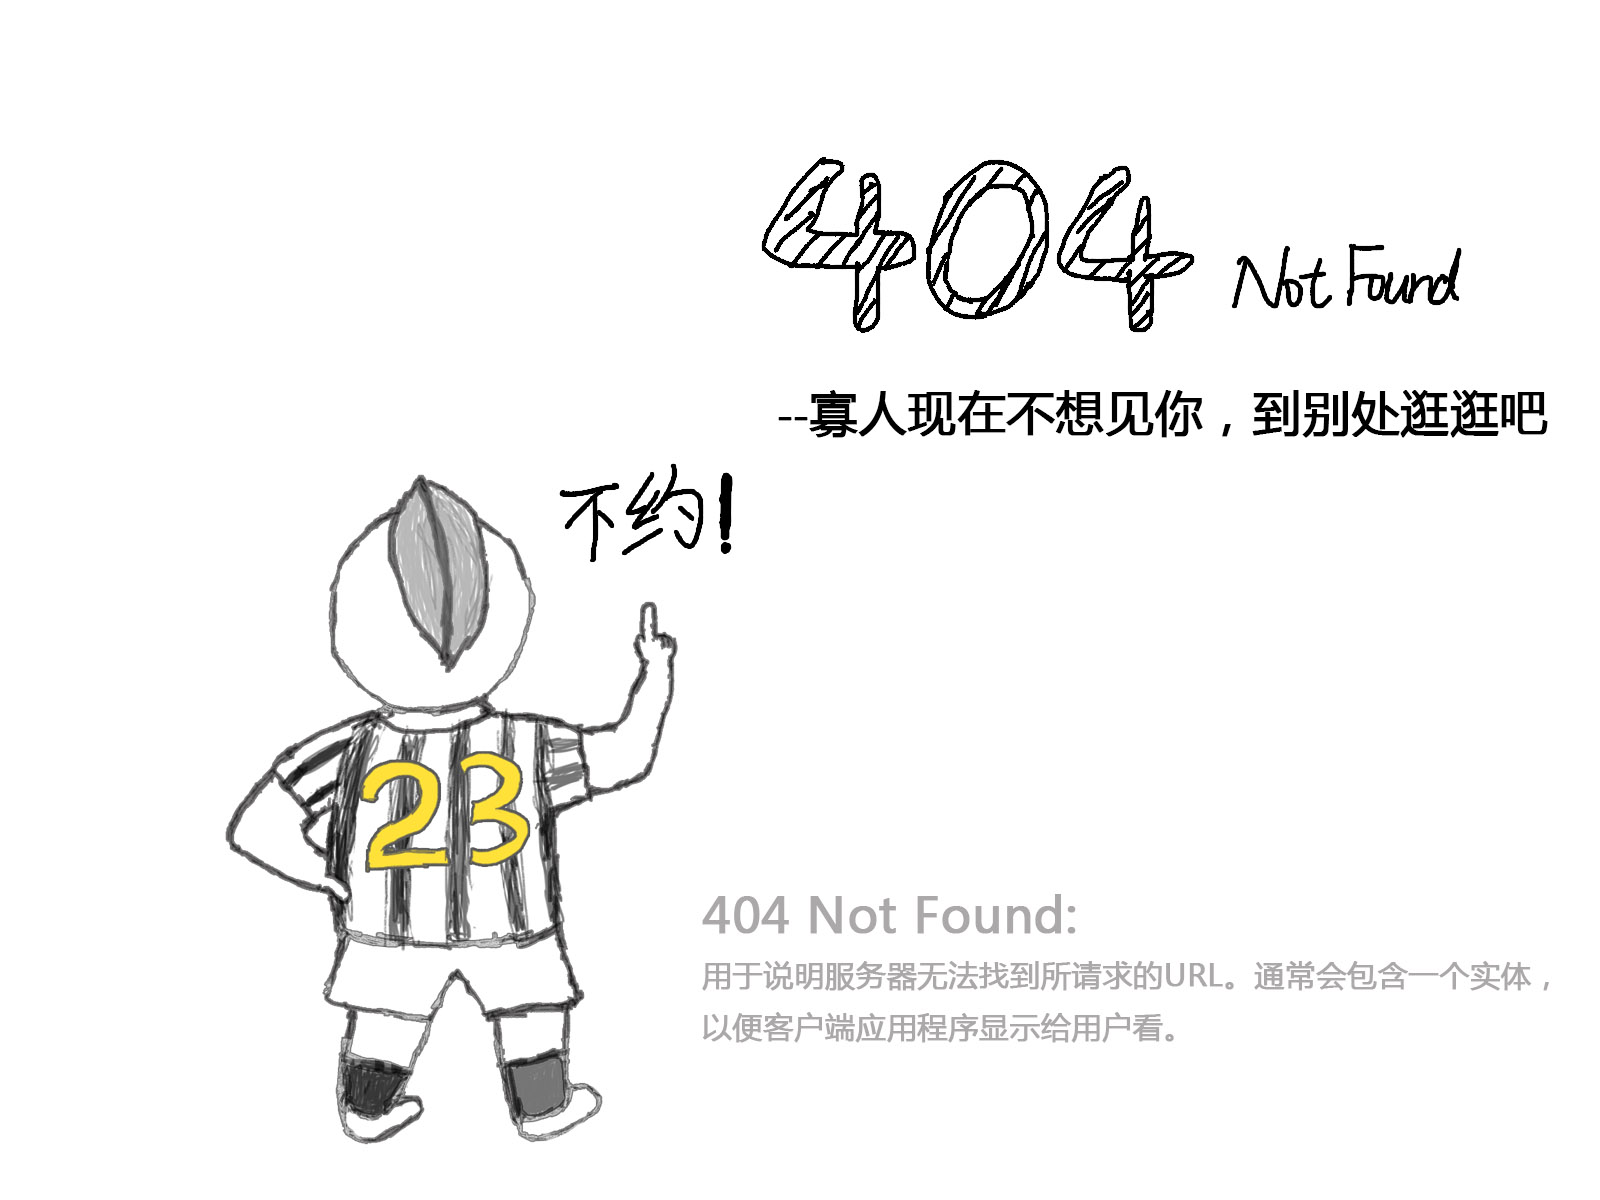 404 Not Found
--寡人现在不想见你，到别处逛逛吧
不约！
23
404 Not Found:
用于说明服务器无法找到所请求的URL。通常会包含一个实体，
以便客户端应用程序显示给用户看。